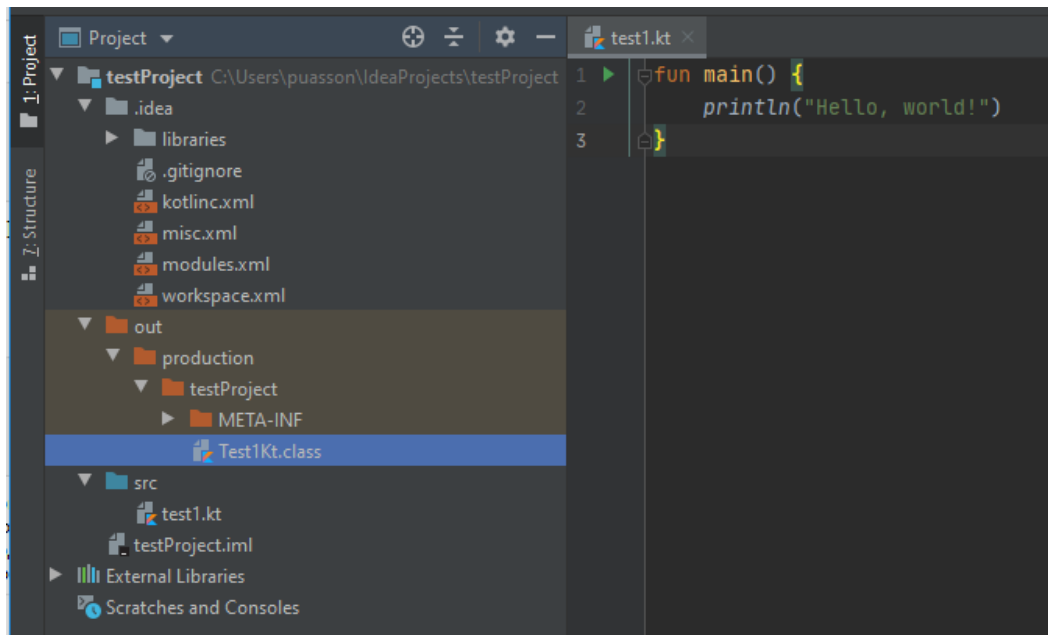 1: Project
7: Structure
Project
testProject C:\Users\puasson\IdeaProjects\testProject
.idea
libraries
.gitignore
kotlinc.xml
misc.xml
modules.xml
workspace.xml
out
production
testProject
META-INF
Test1Kt.class
src
test1.kt
testProject.iml
External Libraries
Scratches and Consoles
test1.kt
1 fun main() {
2 println("Hello, world!")
3 }